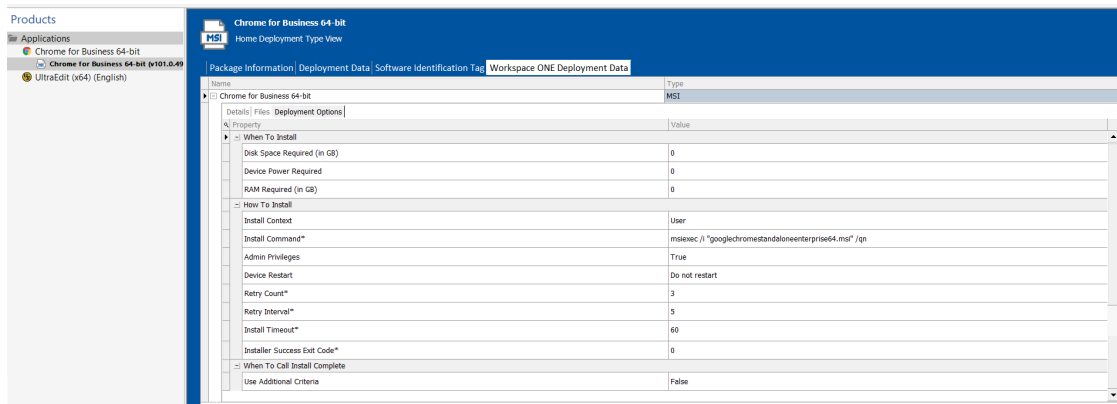 Products
Applications
Chrome for Business 64-bit
Chrome for Business 64-bit (v101.0.49
UltraEdit (x64) (English)
Chrome for Business 64-bit
MSI
Home Deployment Type View
Package Information Deployment Data Software Identification Tag Workspace ONE Deployment Data
Name Type
Chrome for Business 64-bit MSI
Details Files Deployment Options
Property Value
When To Install
Disk Space Required (in GB) 0
Device Power Required 0
RAM Required (in GB) 0
How To Install
Install Context User
Install Command* msiexec /i "googlechromestandaloneenterprise64.msi" /qn
Admin Privileges True
Device Restart Do not restart
Retry Count* 3
Retry Interval* 5
Install Timeout* 60
Installer Success Exit Code* 0
When To Call Install Complete
Use Additional Criteria False